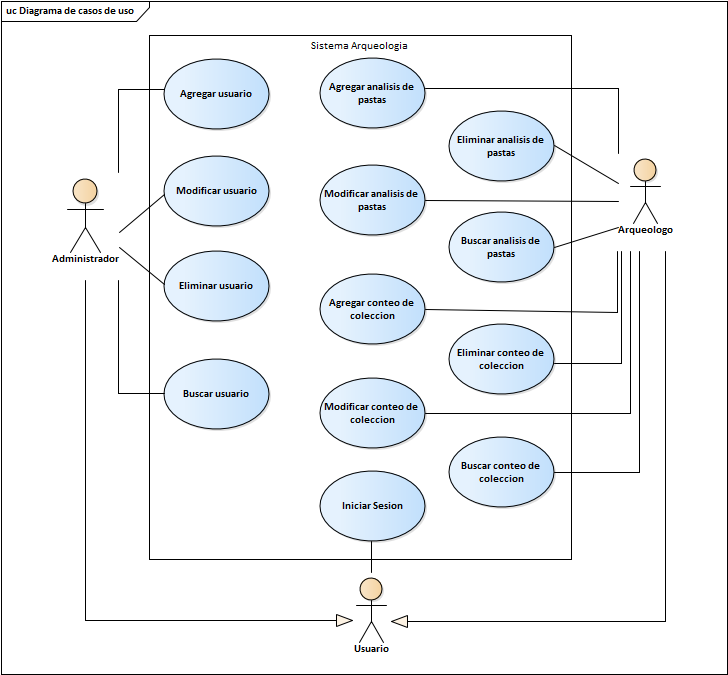 uc Diagrama de casos de uso
Sistema Arqueologia
Agregar usuario
Agregar analisis de
pastas
Eliminar analisis de
pastas
Modificar usuario
Modificar analisis de
pastas
Arqueologo
Buscar analisis de
pastas
Administrador
Eliminar usuario
Agregar conteo de
coleccion
Eliminar conteo de
coleccion
Buscar usuario
Modificar conteo de
coleccion
Buscar conteo de
coleccion
Iniciar Sesion
Usuario